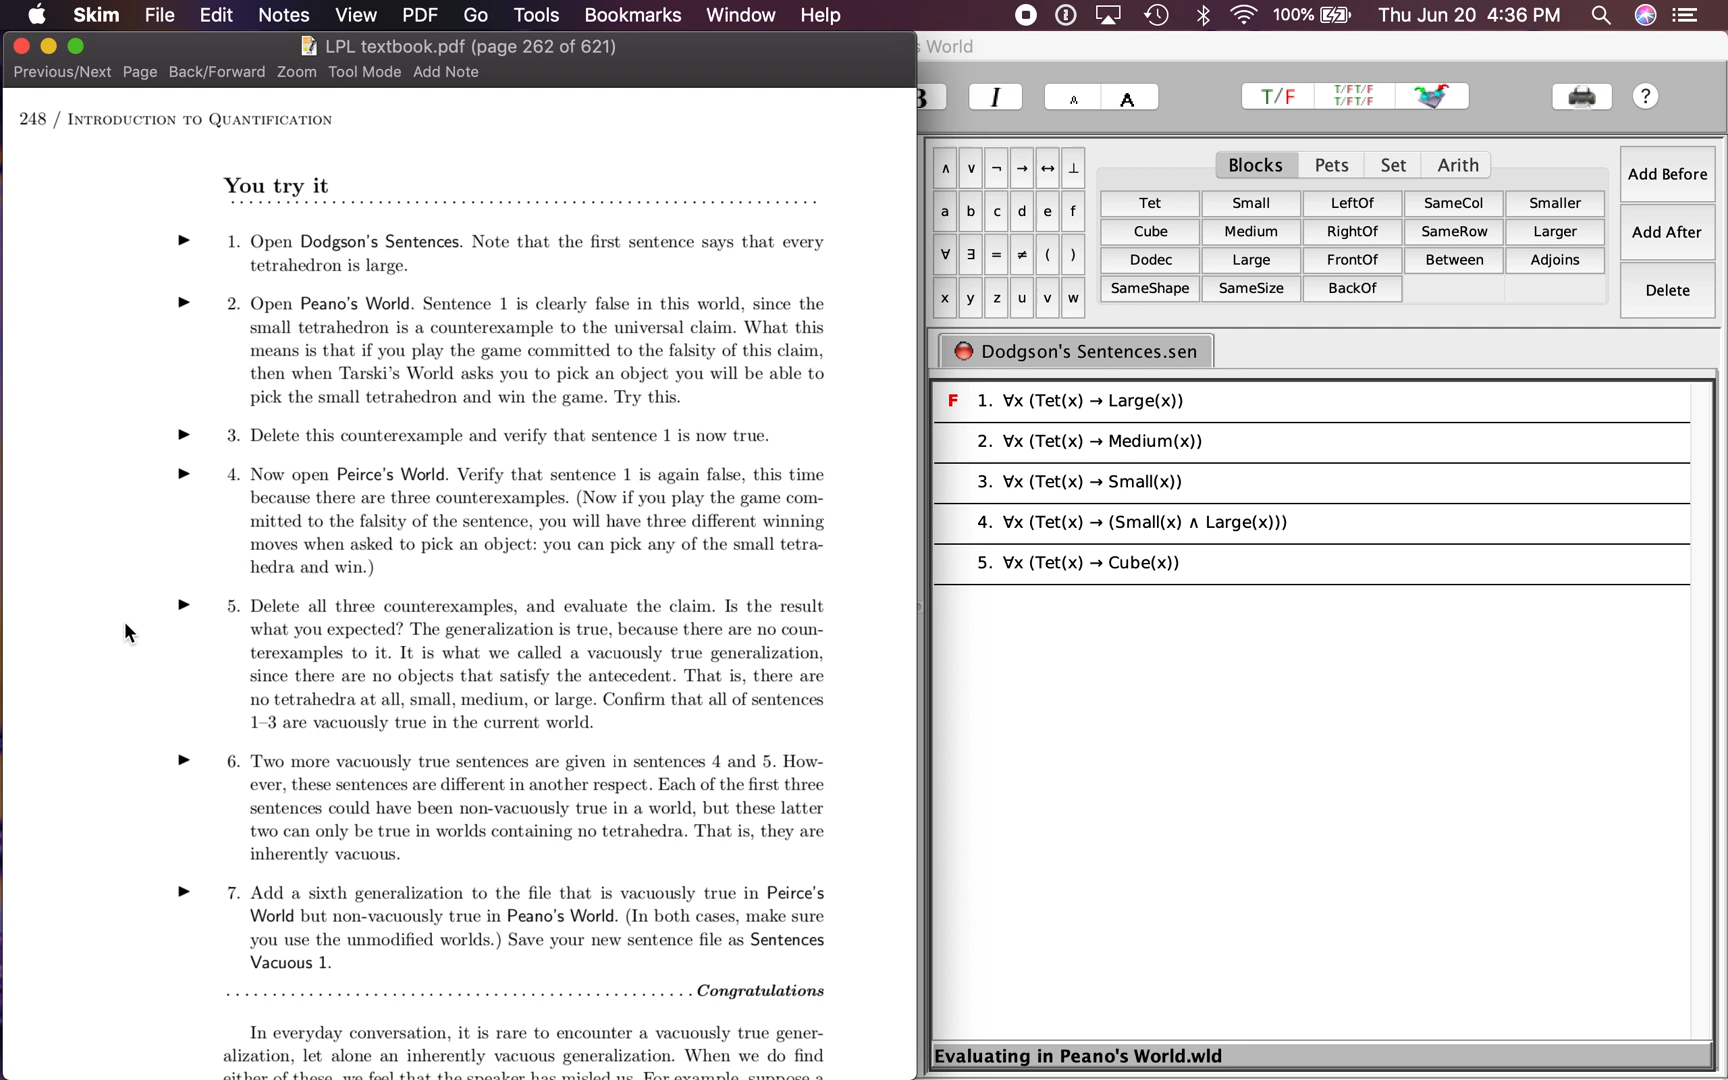 Skim File Edit Notes View PDF Go Tools Bookmarks Window Help 100% Thu Jun 20 4:36 PM
LPL textbook.pdf (page 262 of 621)
Previous/Next Page Back/Forward Zoom Tool Mode Add Note
248 / INTRODUCTION TO QUANTIFICATION
You try it
1. Open Dodgson's Sentences. Note that the first sentence says that every
tetrahedron is large.
2. Open Peano's World. Sentence 1 is clearly false in this world, since the
small tetrahedron is a counterexample to the universal claim. What this
means is that if you play the game committed to the falsity of this claim,
then when Tarski's World asks you to pick an object you will be able to
pick the small tetrahedron and win the game. Try this.
3. Delete this counterexample and verify that sentence 1 is now true.
4. Now open Peirce's World. Verify that sentence 1 is again false, this time
because there are three counterexamples. (Now if you play the game com-
mitted to the falsity of the sentence, you will have three different winning
moves when asked to pick an object: you can pick any of the small tetra-
hedra and win.)
5. Delete all three counterexamples, and evaluate the claim. Is the result
what you expected? The generalization is true, because there are no coun-
terexamples to it. It is what we called a vacuously true generalization,
since there are no objects that satisfy the antecedent. That is, there are
no tetrahedra at all, small, medium, or large. Confirm that all of sentences
1–3 are vacuously true in the current world.
6. Two more vacuously true sentences are given in sentences 4 and 5. How-
ever, these sentences are different in another respect. Each of the first three
sentences could have been non-vacuously true in a world, but these latter
two can only be true in worlds containing no tetrahedra. That is, they are
inherently vacuous.
7. Add a sixth generalization to the file that is vacuously true in Peirce's
World but non-vacuously true in Peano's World. (In both cases, make sure
you use the unmodified worlds.) Save your new sentence file as Sentences
Vacuous 1.
Congratulations
In everyday conversation, it is rare to encounter a vacuously true gener-
alization, let alone an inherently vacuous generalization. When we do find
either of these, we feel that the speaker has misled us. For example, suppose a
World
I A A T/F T/FT/F ?
T/FT/F
∧ ∨ ¬ → ↔ ⊥
a b c d e f
∀ ∃ = ≠ ( )
x y z u v w
Blocks Pets Set Arith
Tet Small LeftOf SameCol Smaller
Cube Medium RightOf SameRow Larger
Dodec Large FrontOf Between Adjoins
SameShape SameSize BackOf
Add Before
Add After
Delete
Dodgson's Sentences.sen
F 1. ∀x (Tet(x) → Large(x))
2. ∀x (Tet(x) → Medium(x))
3. ∀x (Tet(x) → Small(x))
4. ∀x (Tet(x) → (Small(x) ∧ Large(x)))
5. ∀x (Tet(x) → Cube(x))
Evaluating in Peano's World.wld